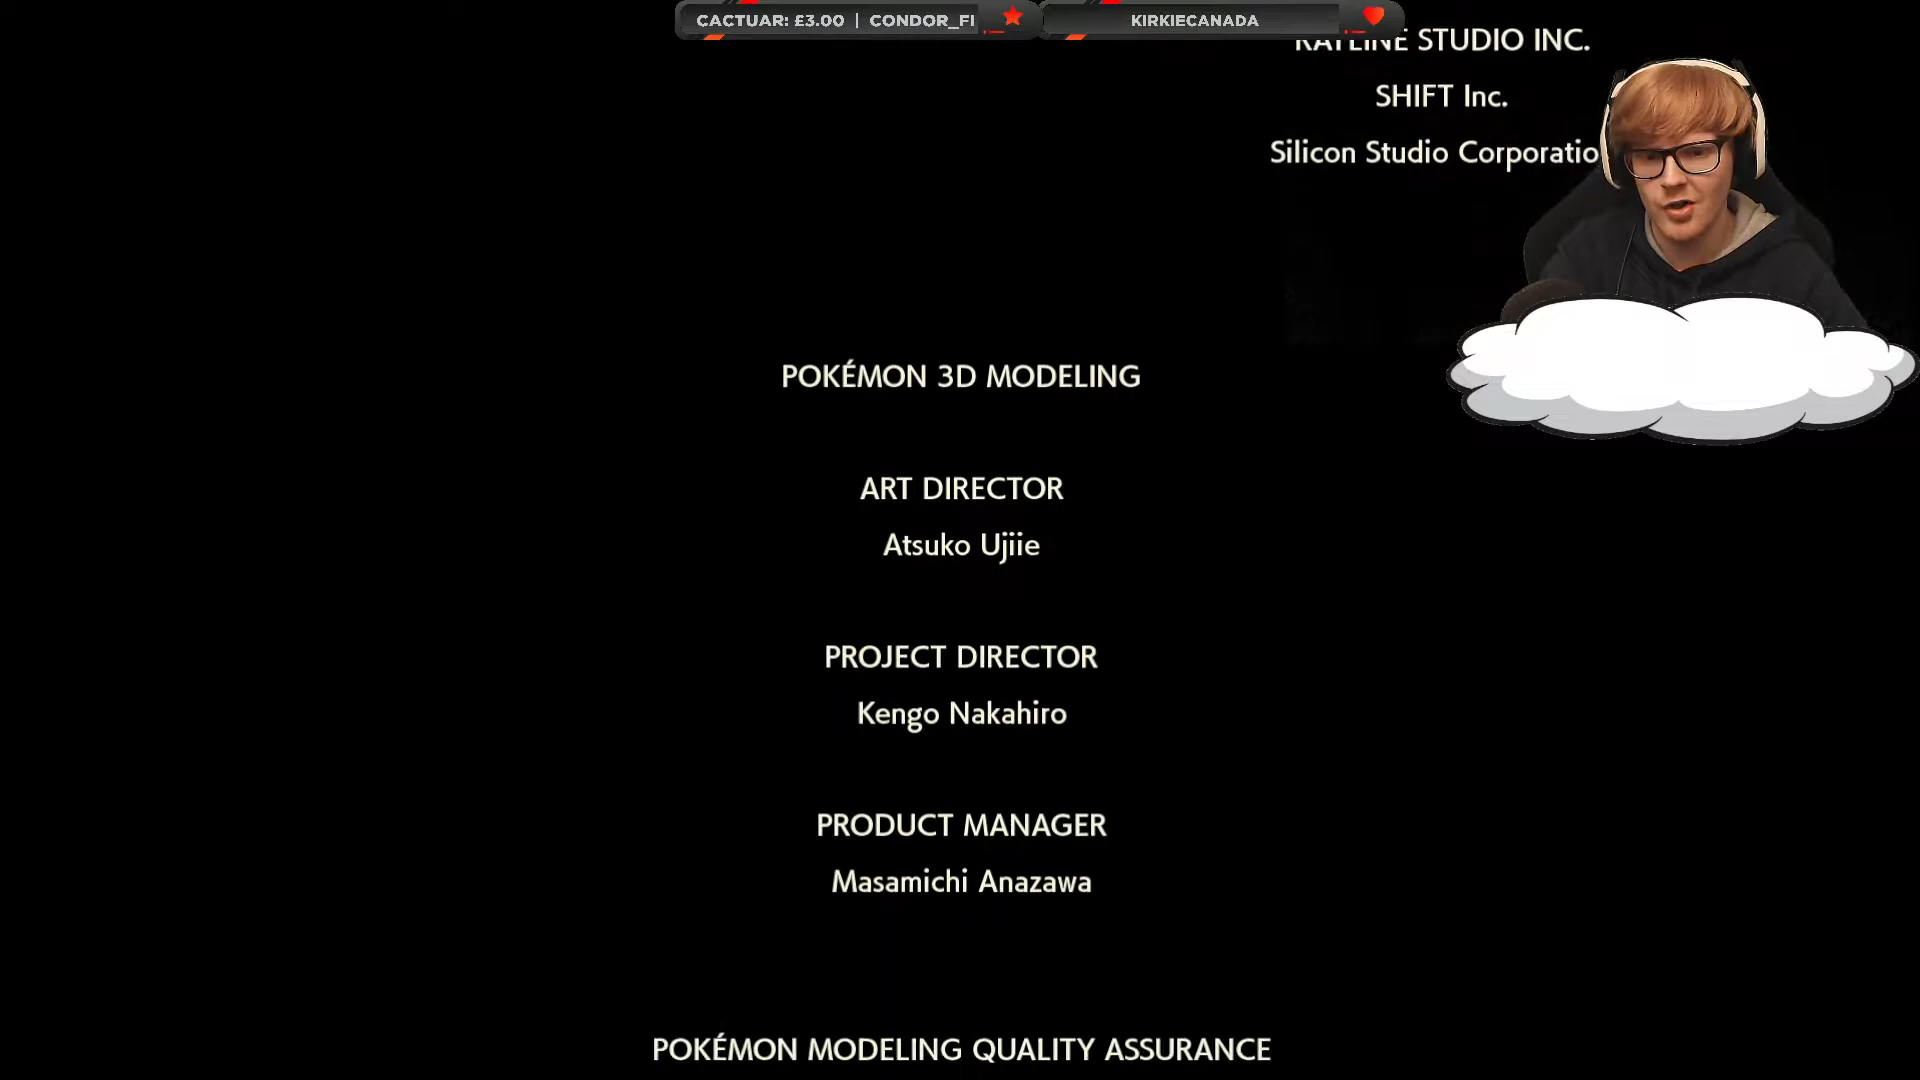 CACTUAR: £3.00 | CONDOR_FI
KIRKIECANADA
RAYLINE STUDIO INC.
SHIFT Inc.
Silicon Studio Corporatio
POKÉMON 3D MODELING
ART DIRECTOR
Atsuko Ujiie
PROJECT DIRECTOR
Kengo Nakahiro
PRODUCT MANAGER
Masamichi Anazawa
POKÉMON MODELING QUALITY ASSURANCE